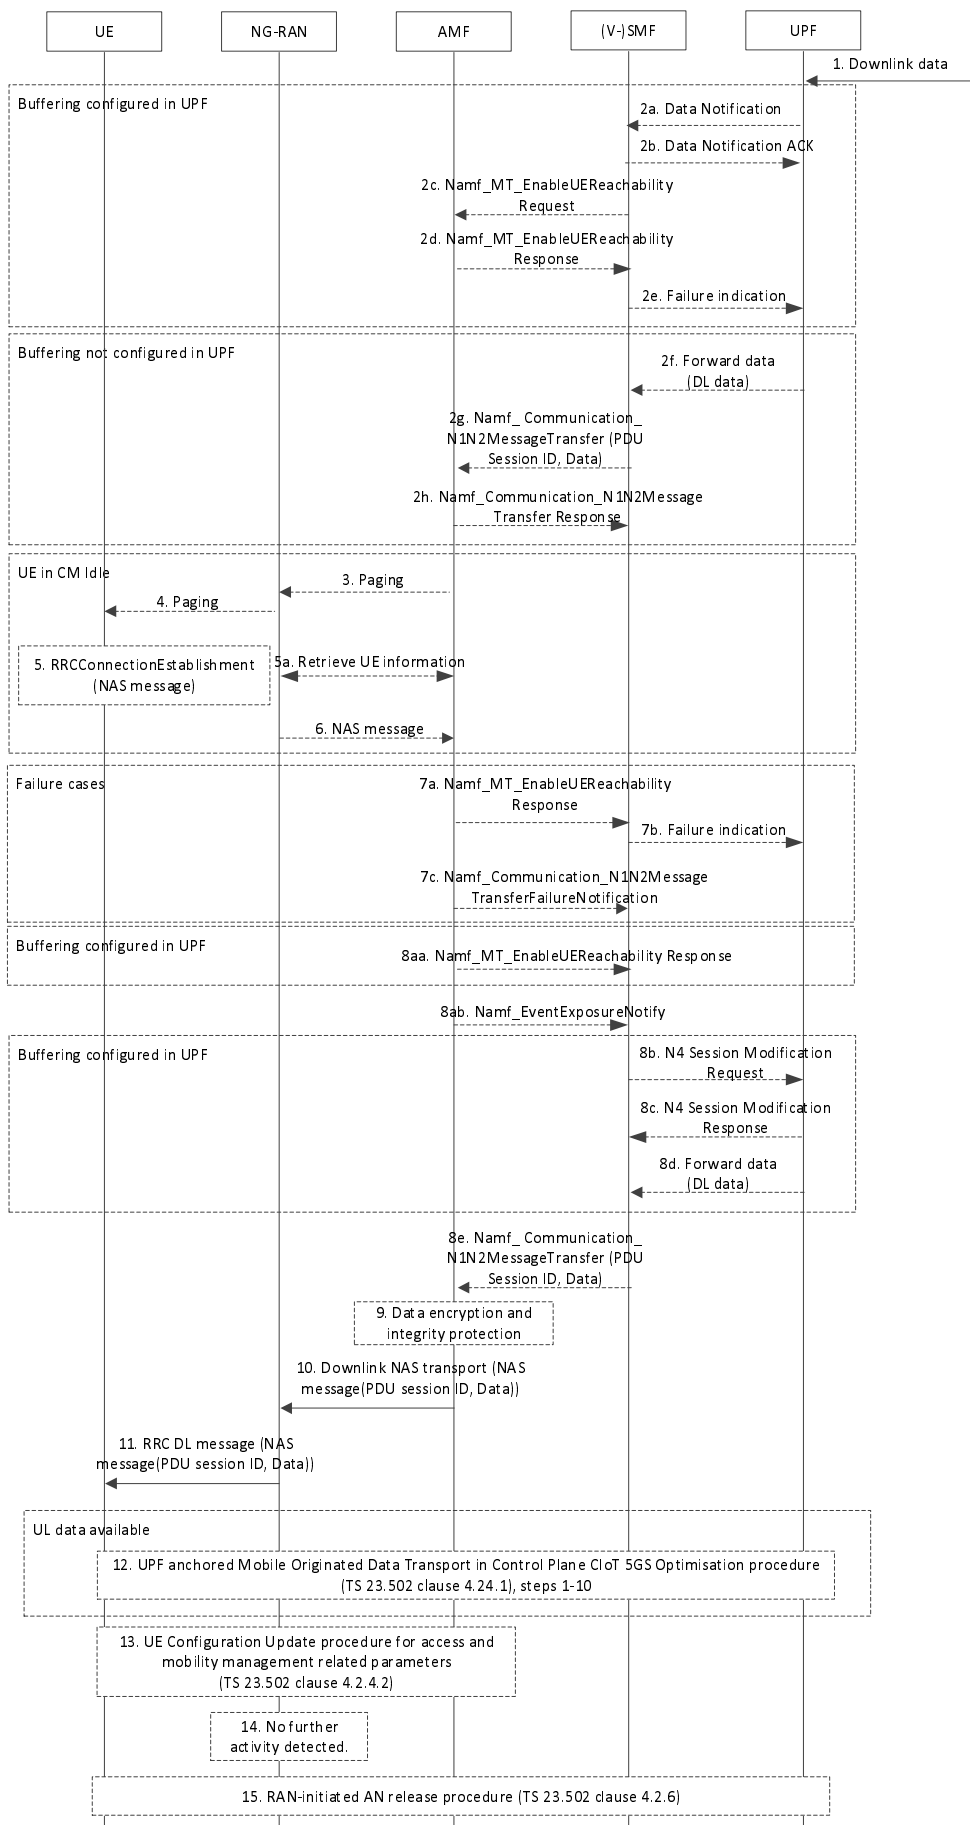 UE
NG-RAN
AMF
(V-)SMF
UPF
1. Downlink data
Buffering configured in UPF
2a. Data Notification
2b. Data Notification ACK
2c. Namf_MT_EnableUEReachability
Request
2d. Namf_MT_EnableUEReachability
Response
2e. Failure indication
Buffering not configured in UPF
2f. Forward data
(DL data)
2g. Namf_ Communication_
N1N2MessageTransfer (PDU
Session ID, Data)
2h. Namf_Communication_N1N2Message
Transfer Response
UE in CM Idle
3. Paging
4. Paging
5. RRCConnectionEstablishment
(NAS message)
5a. Retrieve UE information
6. NAS message
Failure cases
7a. Namf_MT_EnableUEReachability
Response
7b. Failure indication
7c. Namf_Communication_N1N2Message
TransferFailureNotification
Buffering configured in UPF
8aa. Namf_MT_EnableUEReachability Response
8ab. Namf_EventExposureNotify
Buffering configured in UPF
8b. N4 Session Modification
Request
8c. N4 Session Modification
Response
8d. Forward data
(DL data)
8e. Namf_ Communication_
N1N2MessageTransfer (PDU
Session ID, Data)
9. Data encryption and
integrity protection
10. Downlink NAS transport (NAS
message(PDU session ID, Data))
11. RRC DL message (NAS
message(PDU session ID, Data))
UL data available
12. UPF anchored Mobile Originated Data Transport in Control Plane CIoT 5GS Optimisation procedure
(TS 23.502 clause 4.24.1), steps 1-10
13. UE Configuration Update procedure for access and
mobility management related parameters
(TS 23.502 clause 4.2.4.2)
14. No further
activity detected.
15. RAN-initiated AN release procedure (TS 23.502 clause 4.2.6)